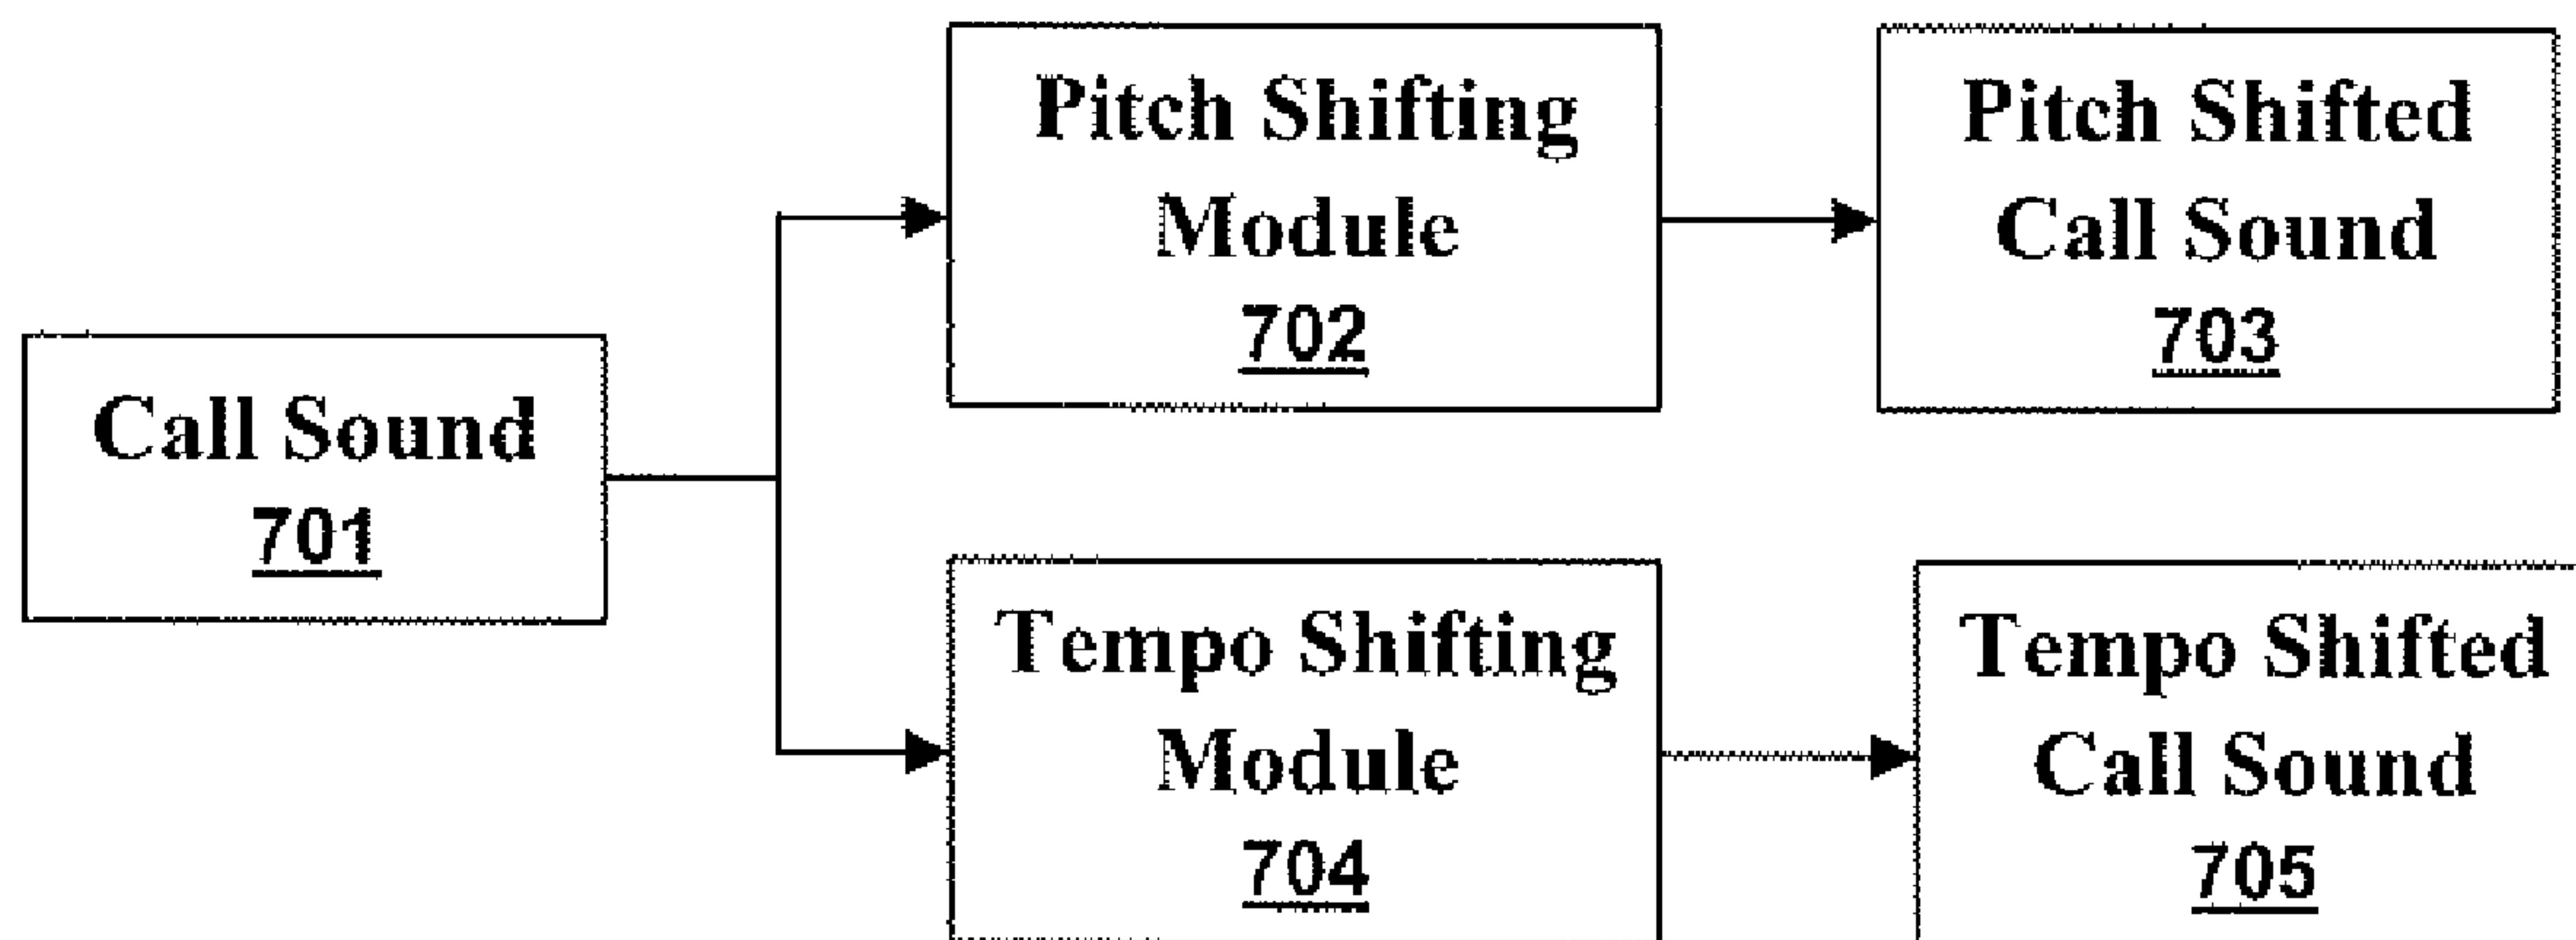 Call Sound
701
Pitch Shifting
Module
702
Pitch Shifted
Call Sound
703
Tempo Shifting
Module
704
Tempo Shifted
Call Sound
705